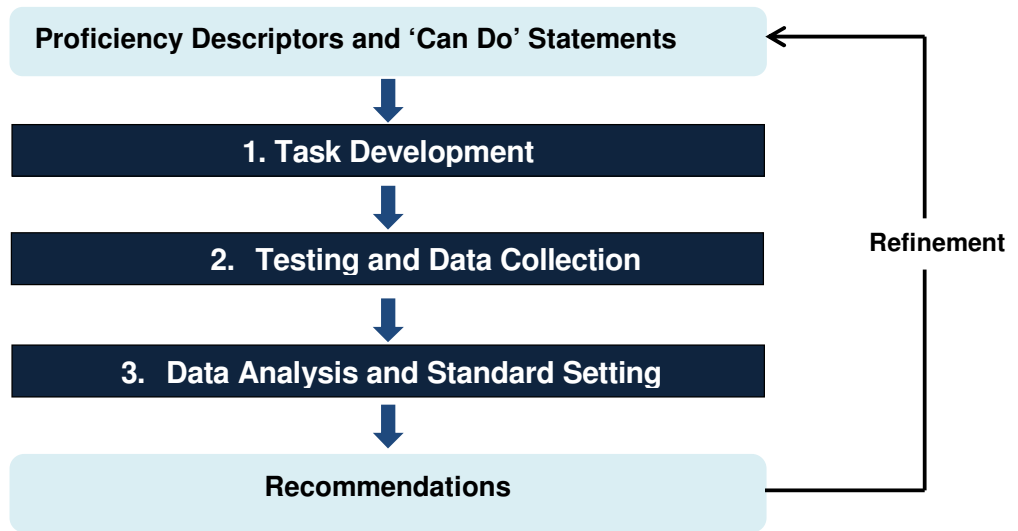 Proficiency Descriptors and ‘Can Do’ Statements
1. Task Development
2. Testing and Data Collection
Refinement
3. Data Analysis and Standard Setting
Recommendations